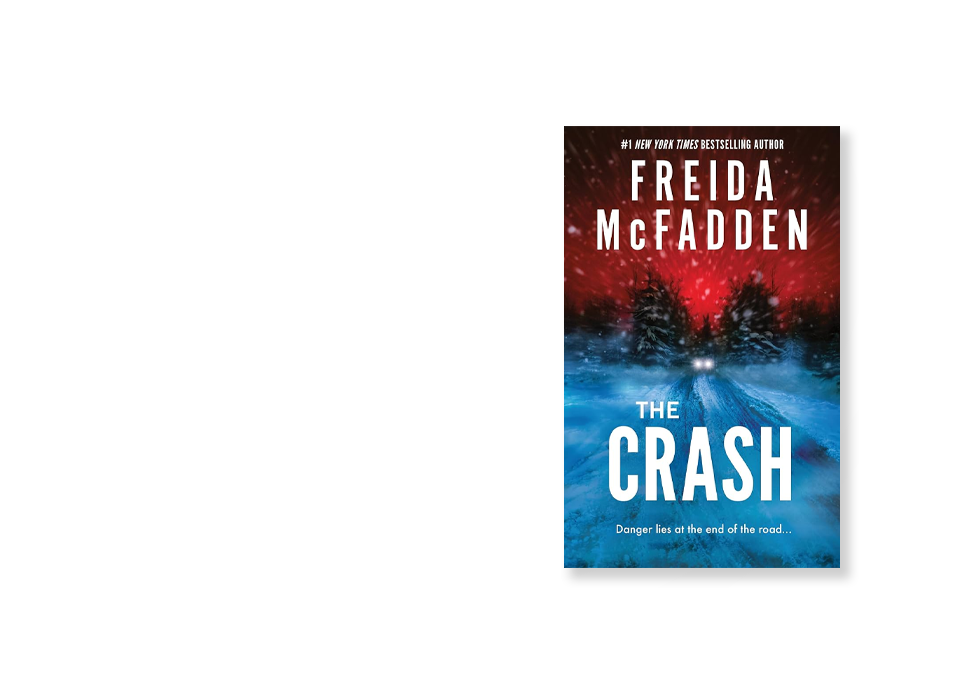 #1 NEW YORK TIMES BESTSELLING AUTHOR
FREIDA
McFADDEN
THE
CRASH
Danger lies at the end of the road...